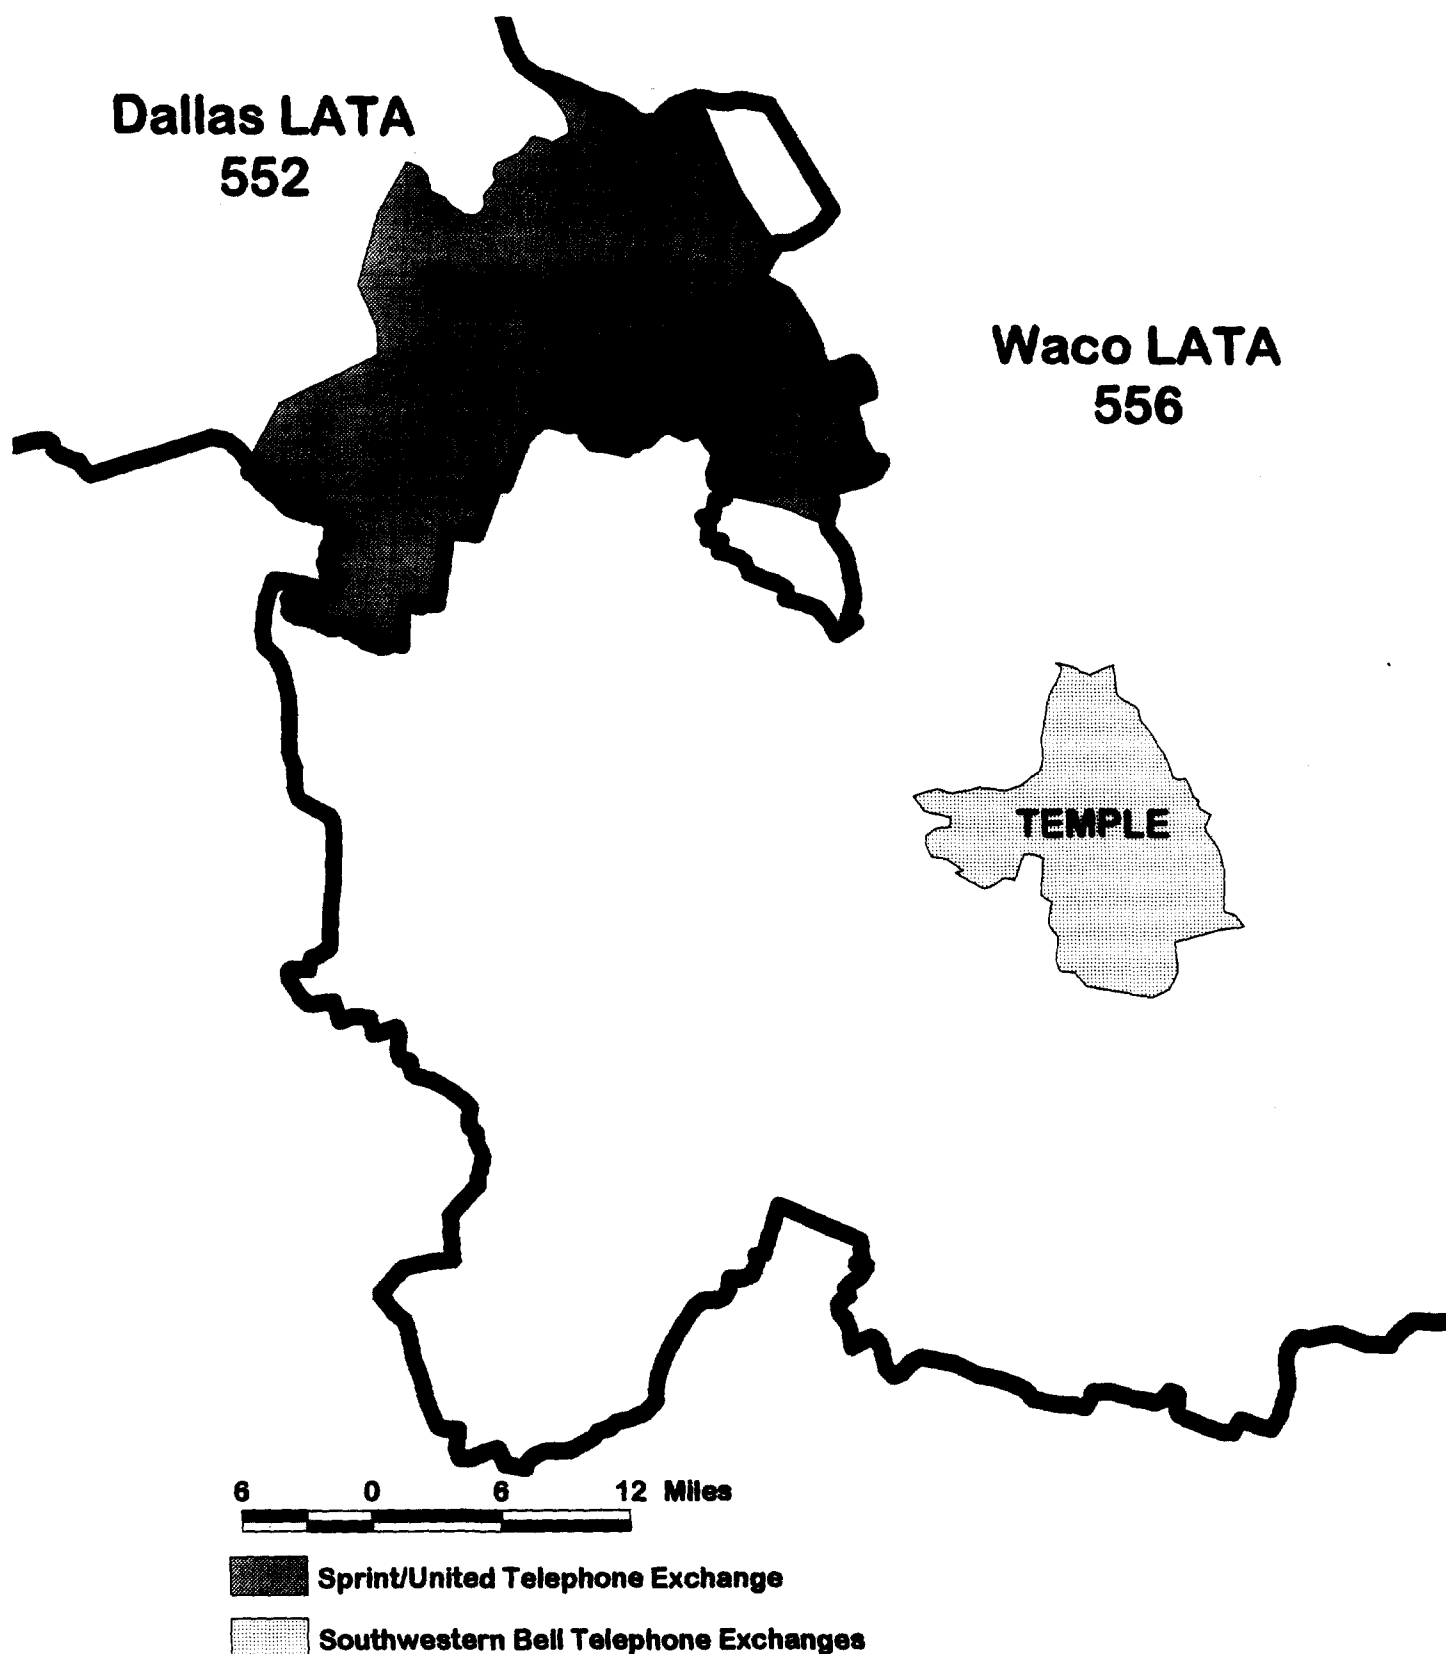 Dallas LATA
552
Waco LATA
556
TEMPLE
6 0 6 12 Miles
Sprint/United Telephone Exchange
Southwestern Bell Telephone Exchanges